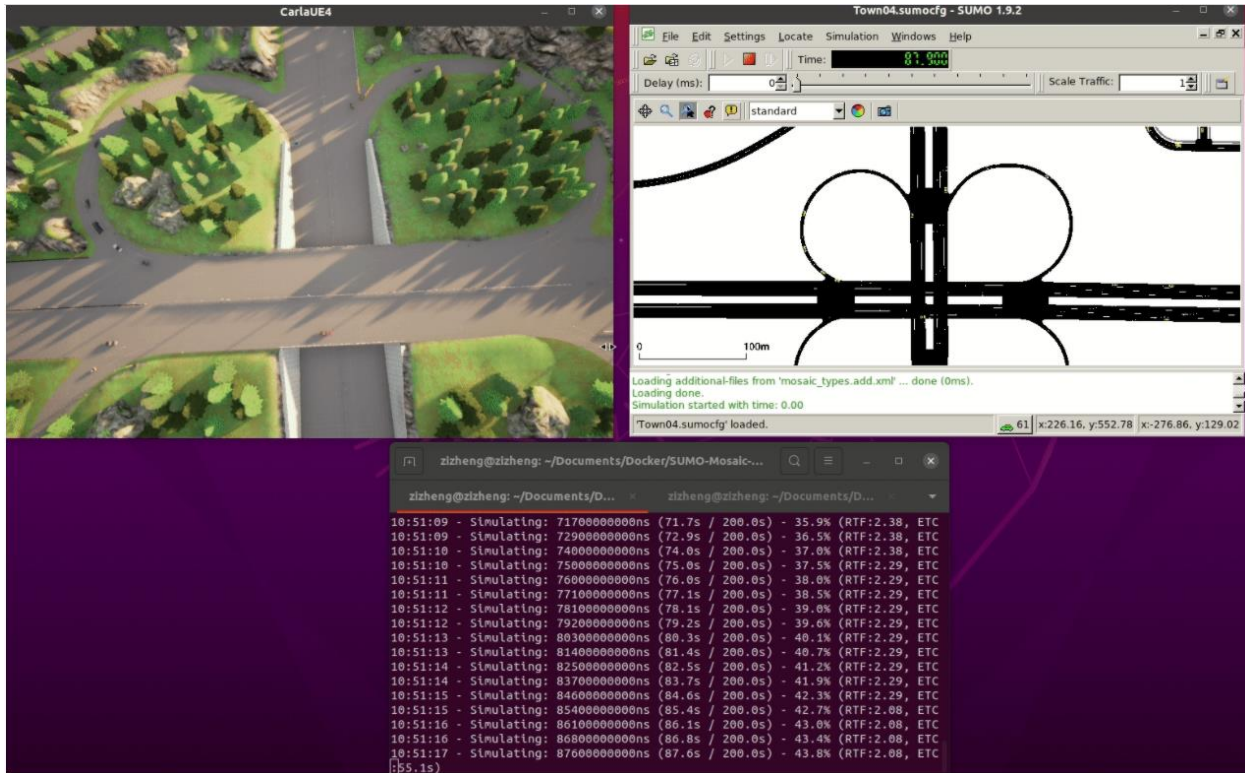 CarlaUE4
Town04.sumocfg - SUMO 1.9.2
File Edit Settings Locate Simulation Windows Help
Time: 87.900
Delay (ms): 0 Scale Traffic: 1
standard
0 100m
Loading additional-files from 'mosaic_types.add.xml' ... done (0ms).
Loading done.
Simulation started with time: 0.00
'Town04.sumocfg' loaded. 61 x:226.16, y:552.78 x:-276.86, y:129.02
zizheng@zizheng: ~/Documents/Docker/SUMO-Mosaic-...
zizheng@zizheng: ~/Documents/D... × zizheng@zizheng: ~/Documents/D... ×
10:51:09 - Simulating: 71700000000ns (71.7s / 200.0s) - 35.9% (RTF:2.38, ETC
10:51:09 - Simulating: 72900000000ns (72.9s / 200.0s) - 36.5% (RTF:2.38, ETC
10:51:10 - Simulating: 74000000000ns (74.0s / 200.0s) - 37.0% (RTF:2.38, ETC
10:51:10 - Simulating: 75000000000ns (75.0s / 200.0s) - 37.5% (RTF:2.29, ETC
10:51:11 - Simulating: 76000000000ns (76.0s / 200.0s) - 38.0% (RTF:2.29, ETC
10:51:11 - Simulating: 77100000000ns (77.1s / 200.0s) - 38.5% (RTF:2.29, ETC
10:51:12 - Simulating: 78100000000ns (78.1s / 200.0s) - 39.0% (RTF:2.29, ETC
10:51:12 - Simulating: 79200000000ns (79.2s / 200.0s) - 39.6% (RTF:2.29, ETC
10:51:13 - Simulating: 80300000000ns (80.3s / 200.0s) - 40.1% (RTF:2.29, ETC
10:51:13 - Simulating: 81400000000ns (81.4s / 200.0s) - 40.7% (RTF:2.29, ETC
10:51:14 - Simulating: 82500000000ns (82.5s / 200.0s) - 41.2% (RTF:2.29, ETC
10:51:14 - Simulating: 83700000000ns (83.7s / 200.0s) - 41.9% (RTF:2.29, ETC
10:51:15 - Simulating: 84600000000ns (84.6s / 200.0s) - 42.3% (RTF:2.29, ETC
10:51:15 - Simulating: 85400000000ns (85.4s / 200.0s) - 42.7% (RTF:2.08, ETC
10:51:16 - Simulating: 86100000000ns (86.1s / 200.0s) - 43.0% (RTF:2.08, ETC
10:51:16 - Simulating: 86800000000ns (86.8s / 200.0s) - 43.4% (RTF:2.08, ETC
10:51:17 - Simulating: 87600000000ns (87.6s / 200.0s) - 43.8% (RTF:2.08, ETC
:55.1s)